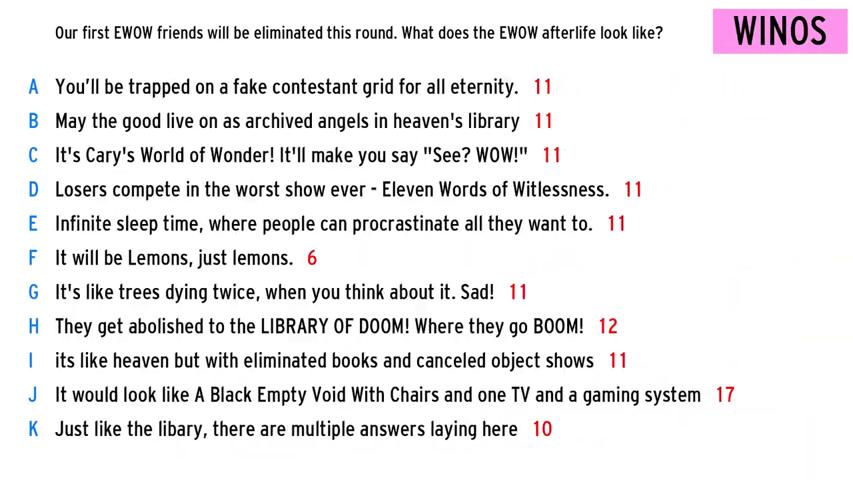 Our first EWOW friends will be eliminated this round. What does the EWOW afterlife look like?
WINOS
A You'll be trapped on a fake contestant grid for all eternity. 11
B May the good live on as archived angels in heaven's library 11
C It's Cary's World of Wonder! It'll make you say "See? WOW!" 11
D Losers compete in the worst show ever - Eleven Words of Witlessness. 11
E Infinite sleep time, where people can procrastinate all they want to. 11
F It will be Lemons, just lemons. 6
G It's like trees dying twice, when you think about it. Sad! 11
H They get abolished to the LIBRARY OF DOOM! Where they go BOOM! 12
I its like heaven but with eliminated books and canceled object shows 11
J It would look like A Black Empty Void With Chairs and one TV and a gaming system 17
K Just like the libary, there are multiple answers laying here 10